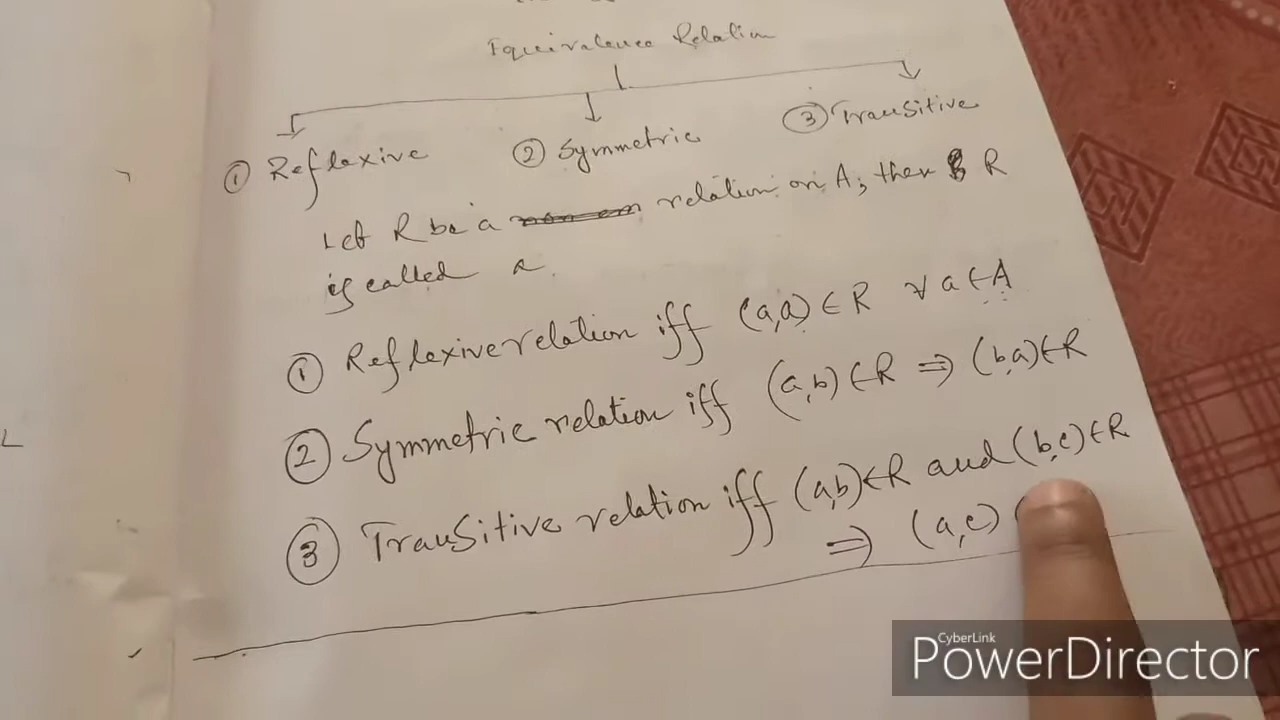 Equivalence Relation
① Reflexive ② Symmetric ③ Transitive
Let R be a relation on A, then R
is called a
① Reflexive relation iff (a,a) ∈ R ∀ a ∈ A
② Symmetric relation iff (a,b) ∈ R ⇒ (b,a) ∈ R
③ Transitive relation iff (a,b) ∈ R and (b,c) ∈ R
⇒ (a,c)
CyberLink
PowerDirector